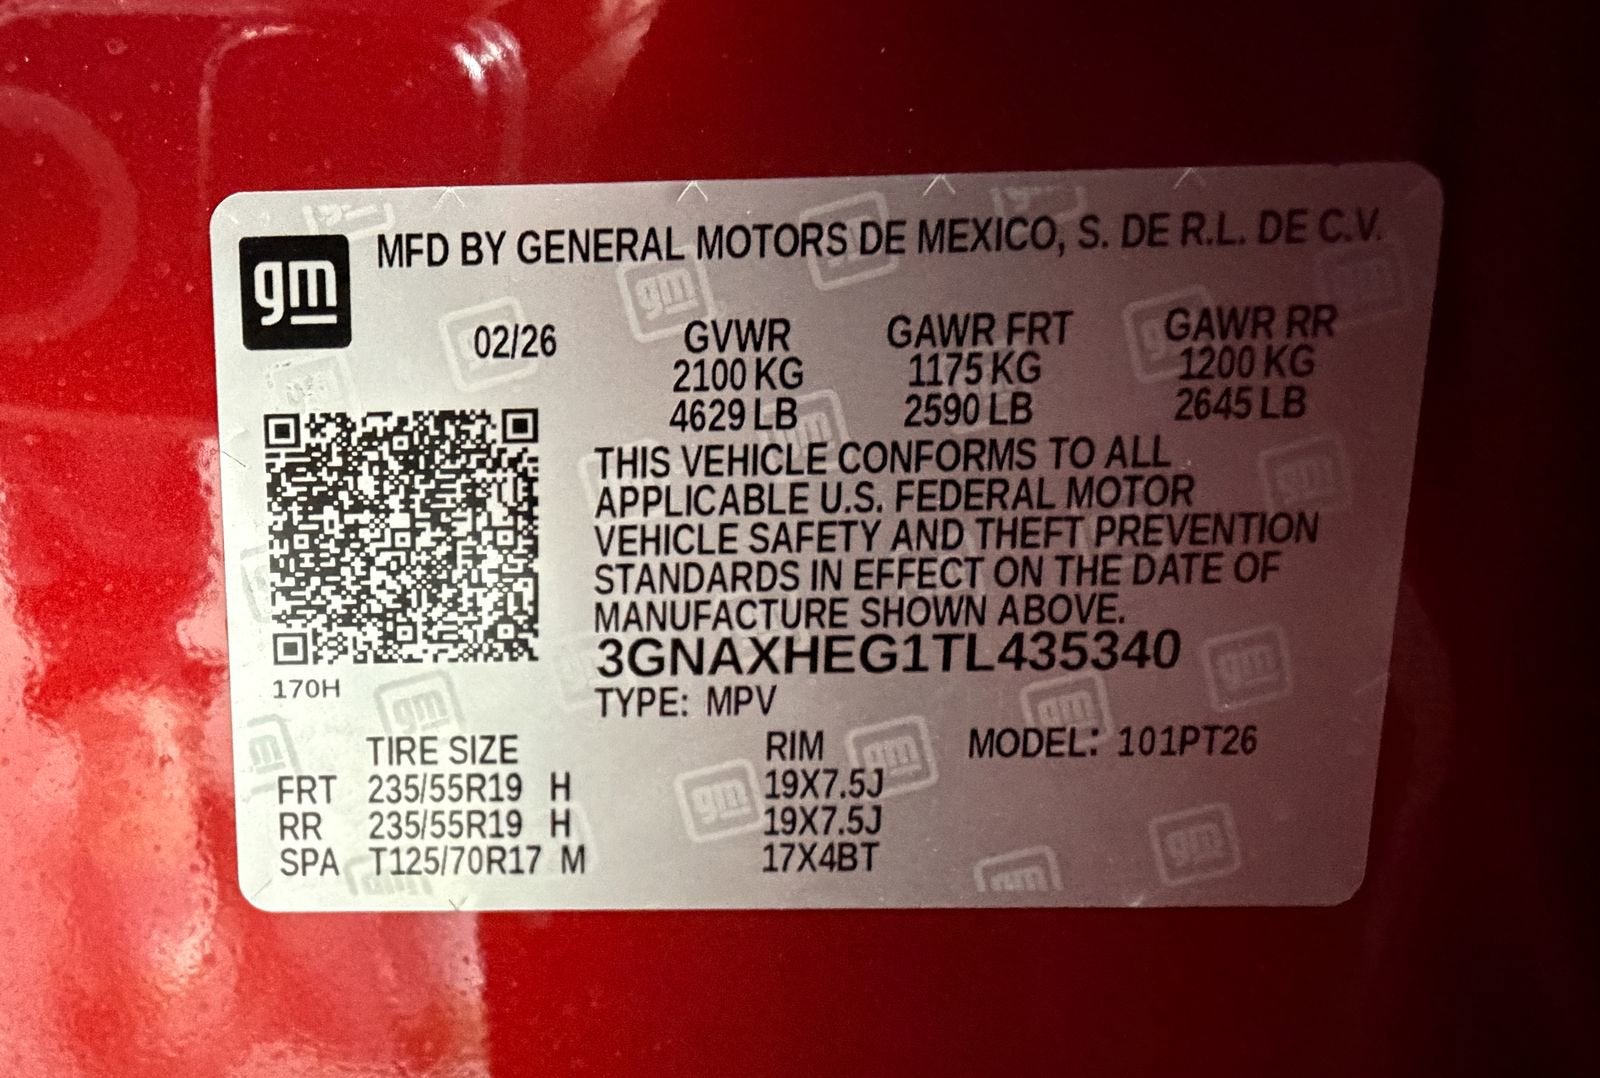 gm
MFD BY GENERAL MOTORS DE MEXICO, S. DE R.L. DE C.V.
02/26 GVWR GAWR FRT GAWR RR
2100 KG 1175 KG 1200 KG
4629 LB 2590 LB 2645 LB
THIS VEHICLE CONFORMS TO ALL
APPLICABLE U.S. FEDERAL MOTOR
VEHICLE SAFETY AND THEFT PREVENTION
STANDARDS IN EFFECT ON THE DATE OF
MANUFACTURE SHOWN ABOVE.
3GNAXHEG1TL435340
170H
TYPE: MPV
TIRE SIZE RIM MODEL: 101PT26
FRT 235/55R19 H 19X7.5J
RR 235/55R19 H 19X7.5J
SPA T125/70R17 M 17X4BT